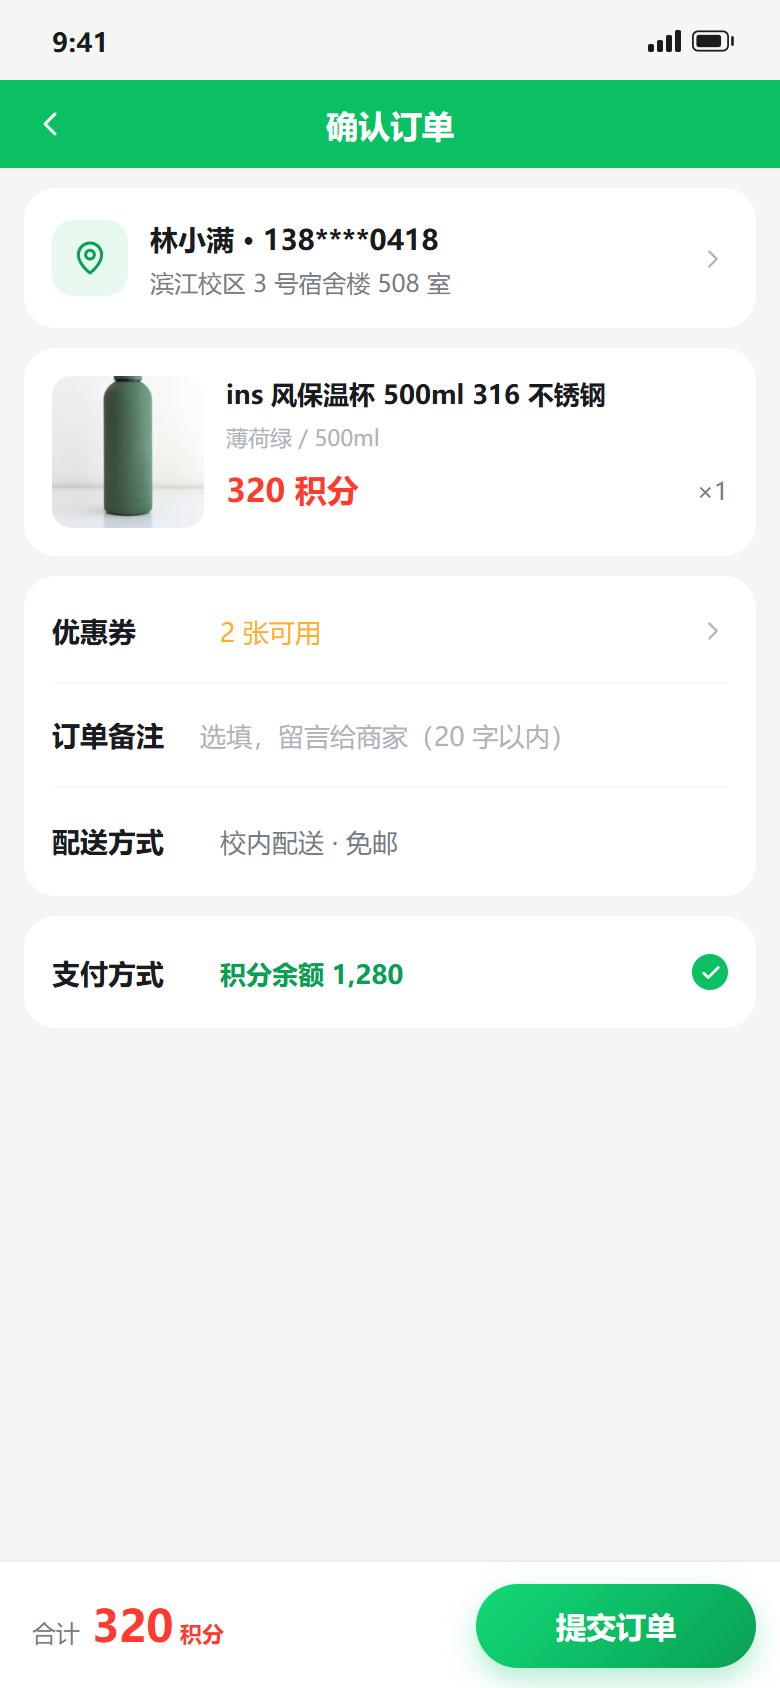 9:41
确认订单
林小满 • 138****0418
滨江校区 3 号宿舍楼 508 室
ins 风保温杯 500ml 316 不锈钢
薄荷绿 / 500ml
320 积分
×1
优惠券 2 张可用
订单备注 选填，留言给商家（20 字以内）
配送方式 校内配送 · 免邮
支付方式 积分余额 1,280
合计 320 积分
提交订单